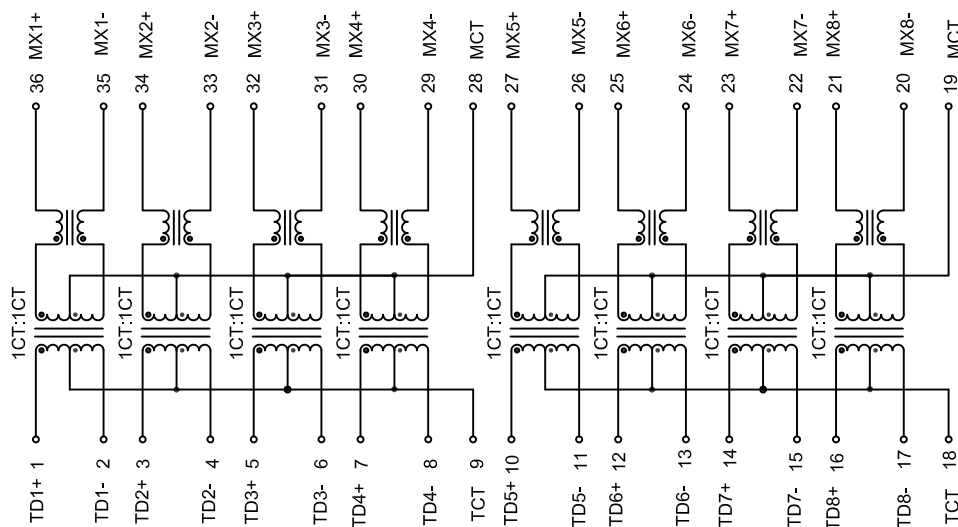 36 MX1+
35 MX1-
34 MX2+
33 MX2-
32 MX3+
31 MX3-
30 MX4+
29 MX4-
28 MCT
27 MX5+
26 MX5-
25 MX6+
24 MX6-
23 MX7+
22 MX7-
21 MX8+
20 MX8-
19 MCT
1CT:1CT
1CT:1CT
1CT:1CT
1CT:1CT
1CT:1CT
1CT:1CT
1CT:1CT
1CT:1CT
TD1+ 1
TD1- 2
TD2+ 3
TD2- 4
TD3+ 5
TD3- 6
TD4+ 7
TD4- 8
TCT 9
TD5+ 10
TD5- 11
TD6+ 12
TD6- 13
TD7+ 14
TD7- 15
TD8+ 16
TD8- 17
TCT 18